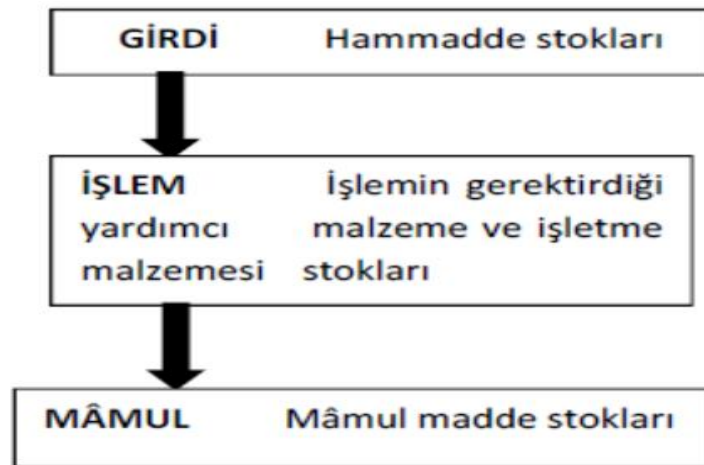 GİRDİ Hammadde stokları
İŞLEM İşlemin gerektirdiği
yardımcı malzeme ve işletme
malzemesi stokları
MÂMUL Mâmul madde stokları